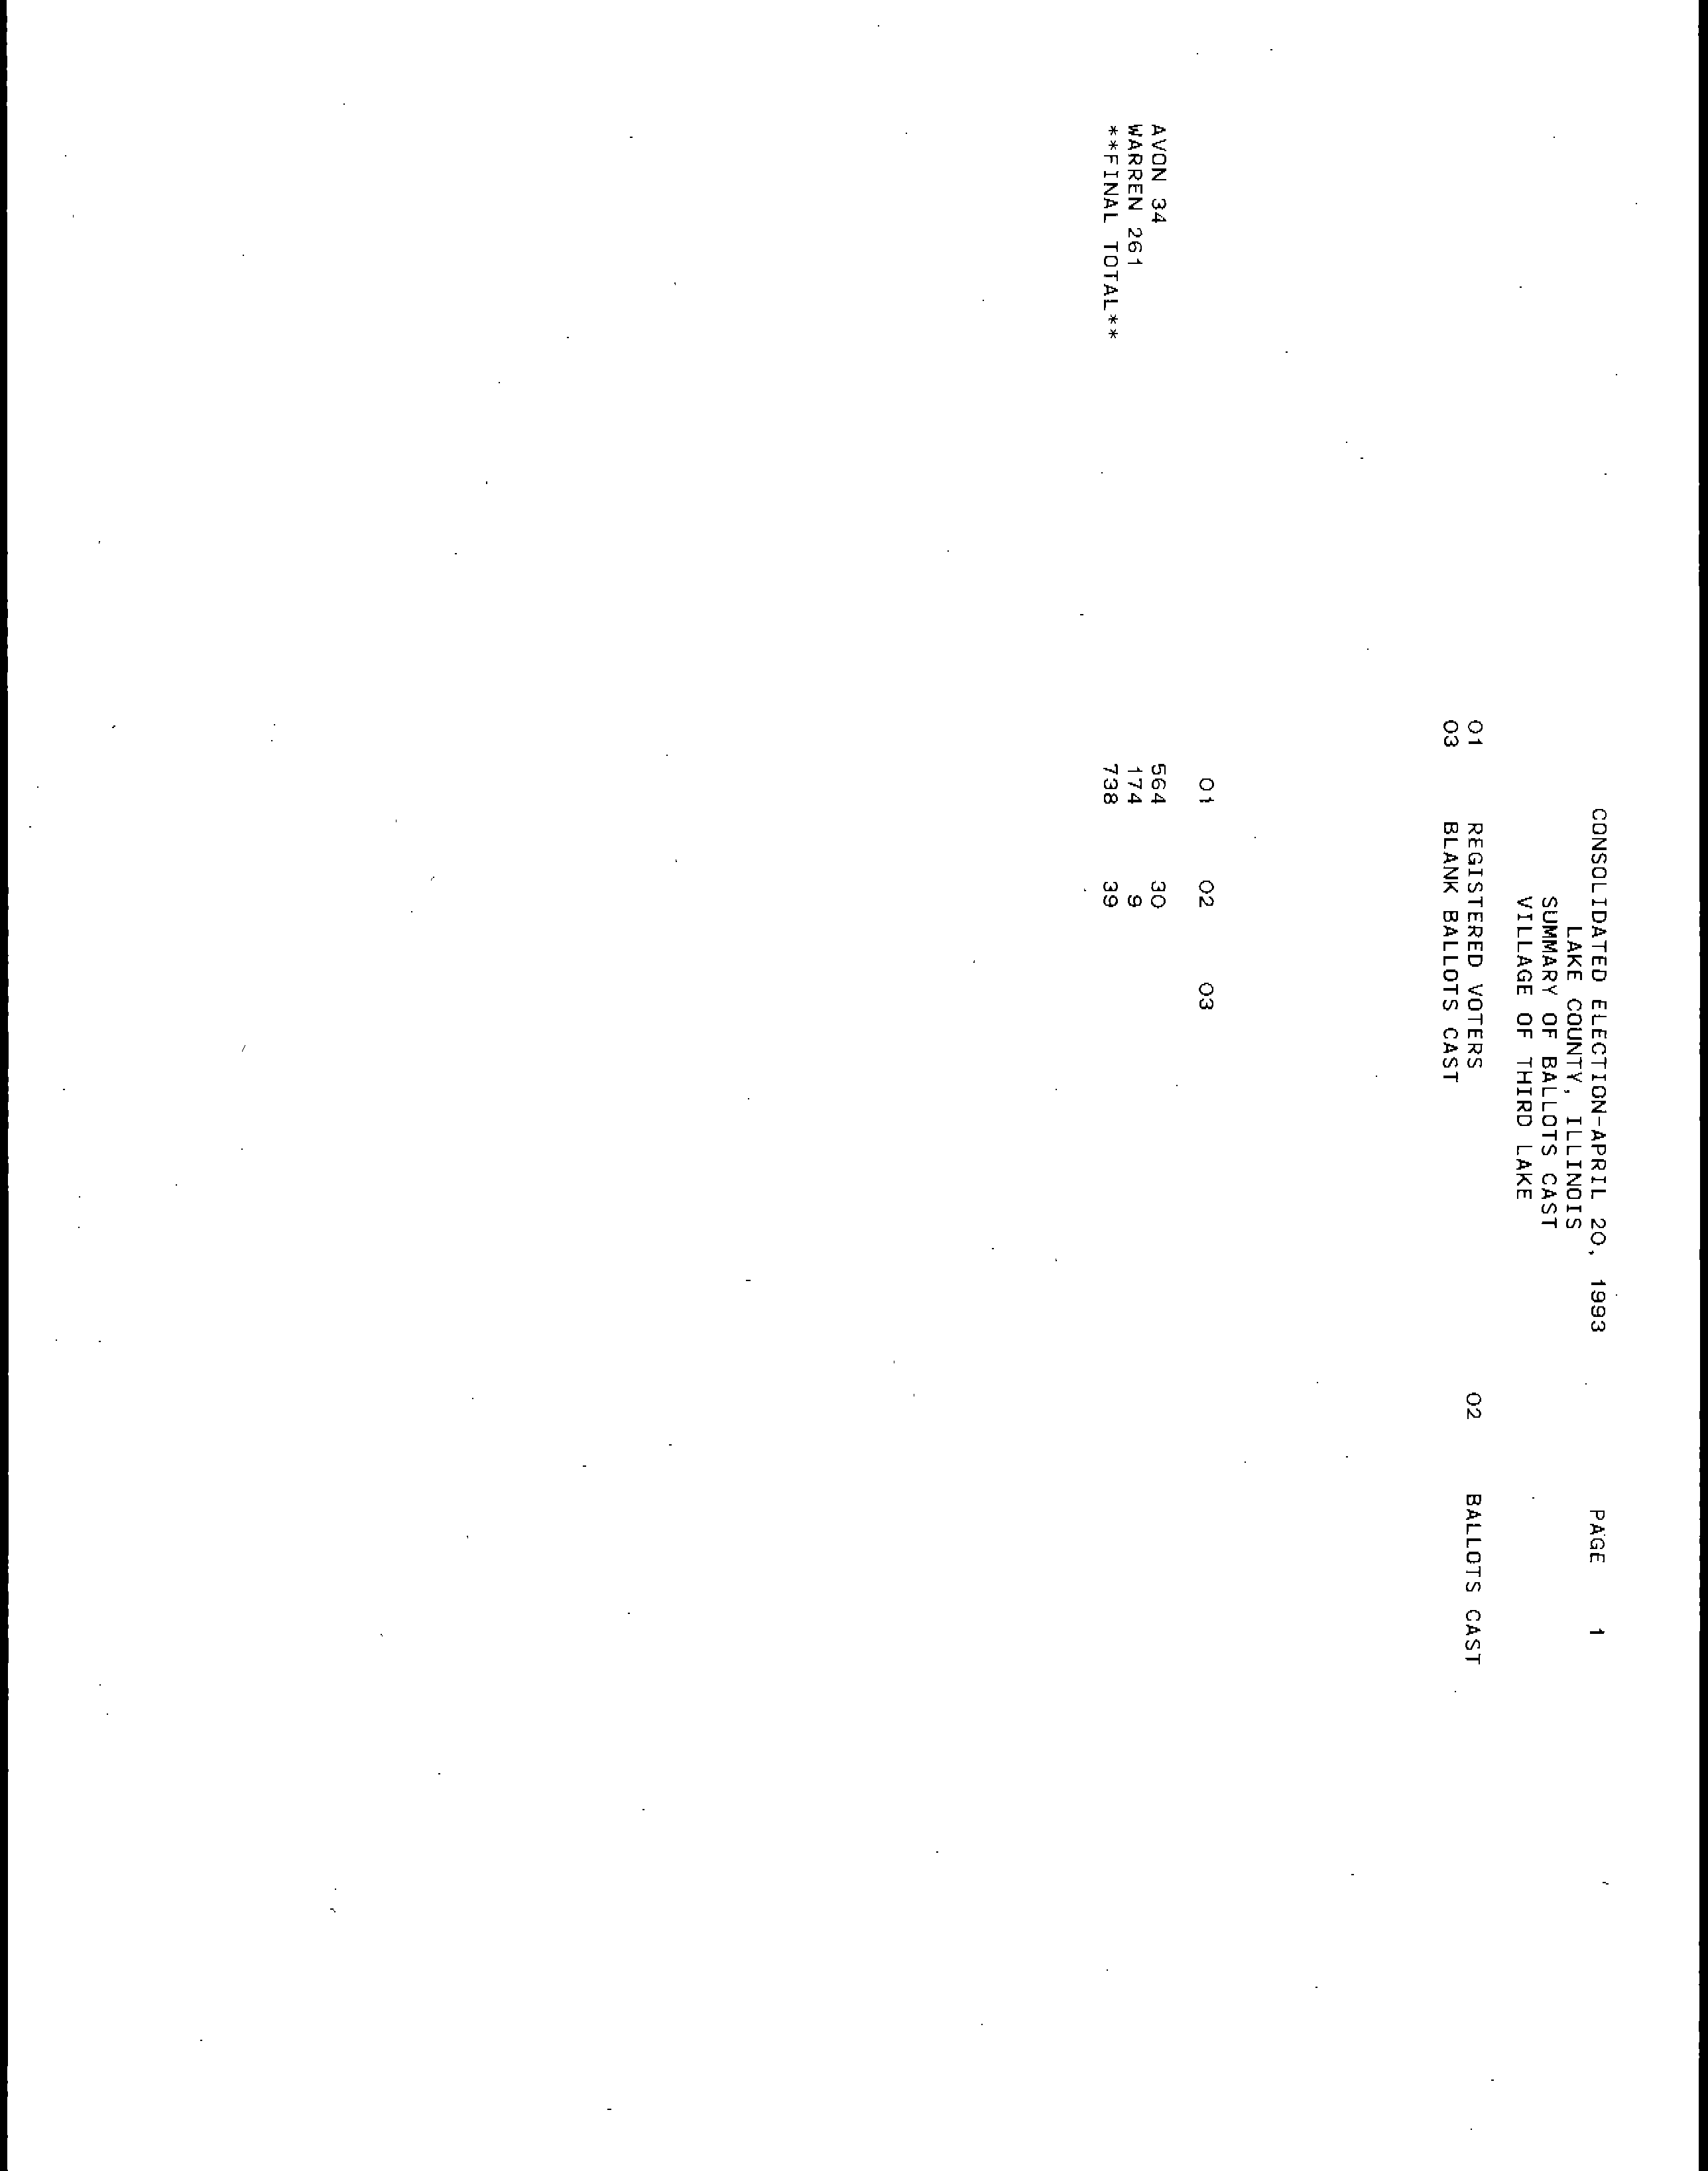 CONSOLIDATED ELECTION-APRIL 20, 1993 PAGE 1
LAKE COUNTY, ILLINOIS
SUMMARY OF BALLOTS CAST
VILLAGE OF THIRD LAKE
01 REGISTERED VOTERS 02 BALLOTS CAST
03 BLANK BALLOTS CAST
01 02 03
AVON 34 564 30
WARREN 261 174 9
**FINAL TOTAL** 738 39